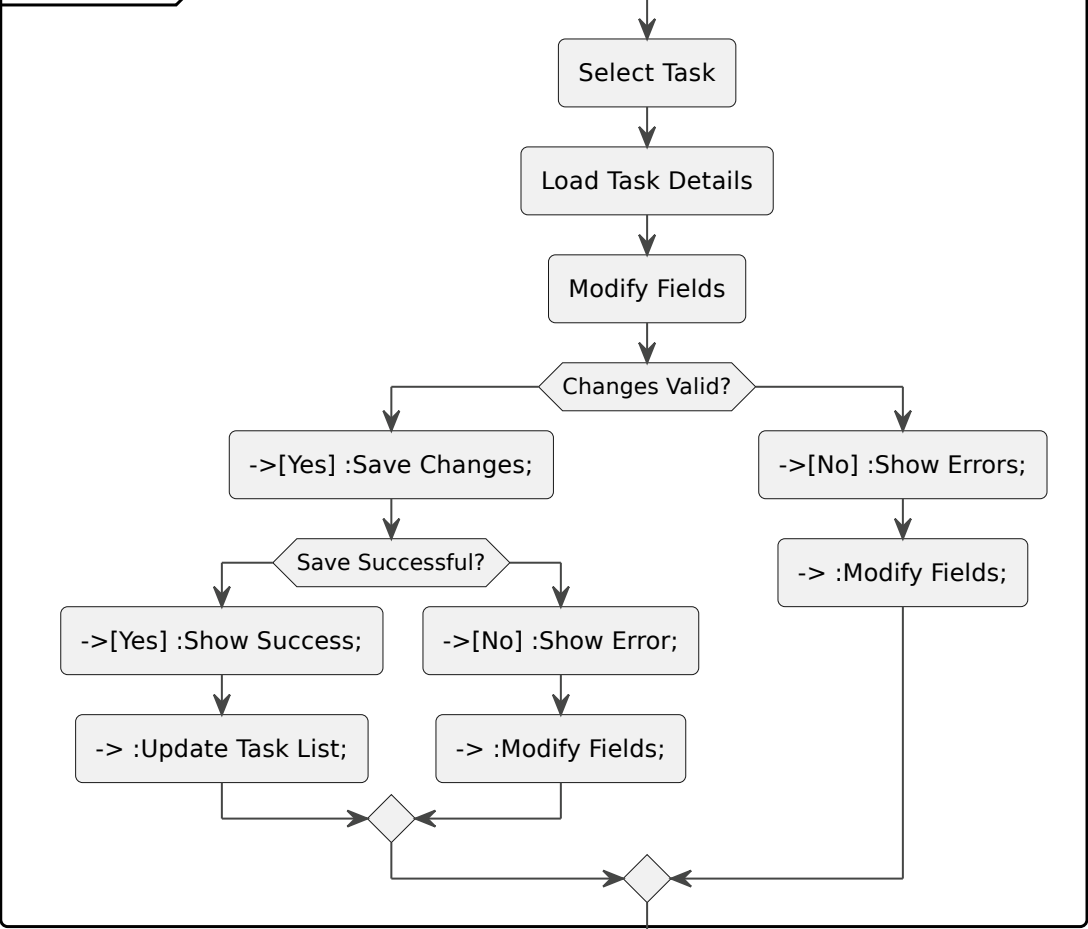 Select Task
Load Task Details
Modify Fields
Changes Valid?
->[Yes] :Save Changes;
->[No] :Show Errors;
Save Successful?
-> :Modify Fields;
->[Yes] :Show Success;
->[No] :Show Error;
-> :Update Task List;
-> :Modify Fields;